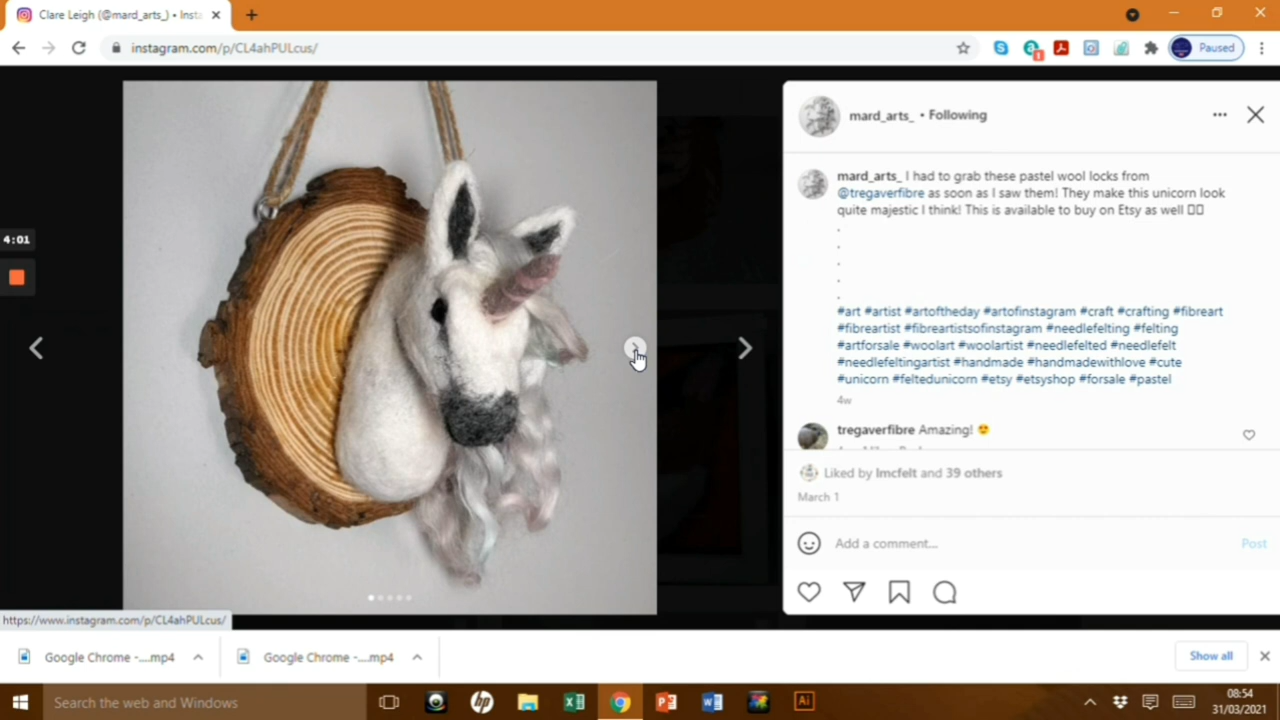 Clare Leigh (@mard_arts_) • Insta
instagram.com/p/CL4ahPULcus/
1
Paused
mard_arts_ • Following
mard_arts_ I had to grab these pastel wool locks from
@tregaverfibre as soon as I saw them! They make this unicorn look
quite majestic I think! This is available to buy on Etsy as well
.
.
.
.
.
#art #artist #artoftheday #artofinstagram #craft #crafting #fibreart
#fibreartist #fibreartistsofinstagram #needlefelting #felting
#artforsale #woolart #woolartist #needlefelted #needlefelt
#needlefeltingartist #handmade #handmadewithlove #cute
#unicorn #feltedunicorn #etsy #etsyshop #forsale #pastel
4w
tregaverfibre Amazing! 😍
Liked by lmcfelt and 39 others
March 1
Add a comment...
Post
4:01
https://www.instagram.com/p/CL4ahPULcus/
Google Chrome -....mp4
Google Chrome -....mp4
Show all
Search the web and Windows
hp
Ai
08:54
31/03/2021